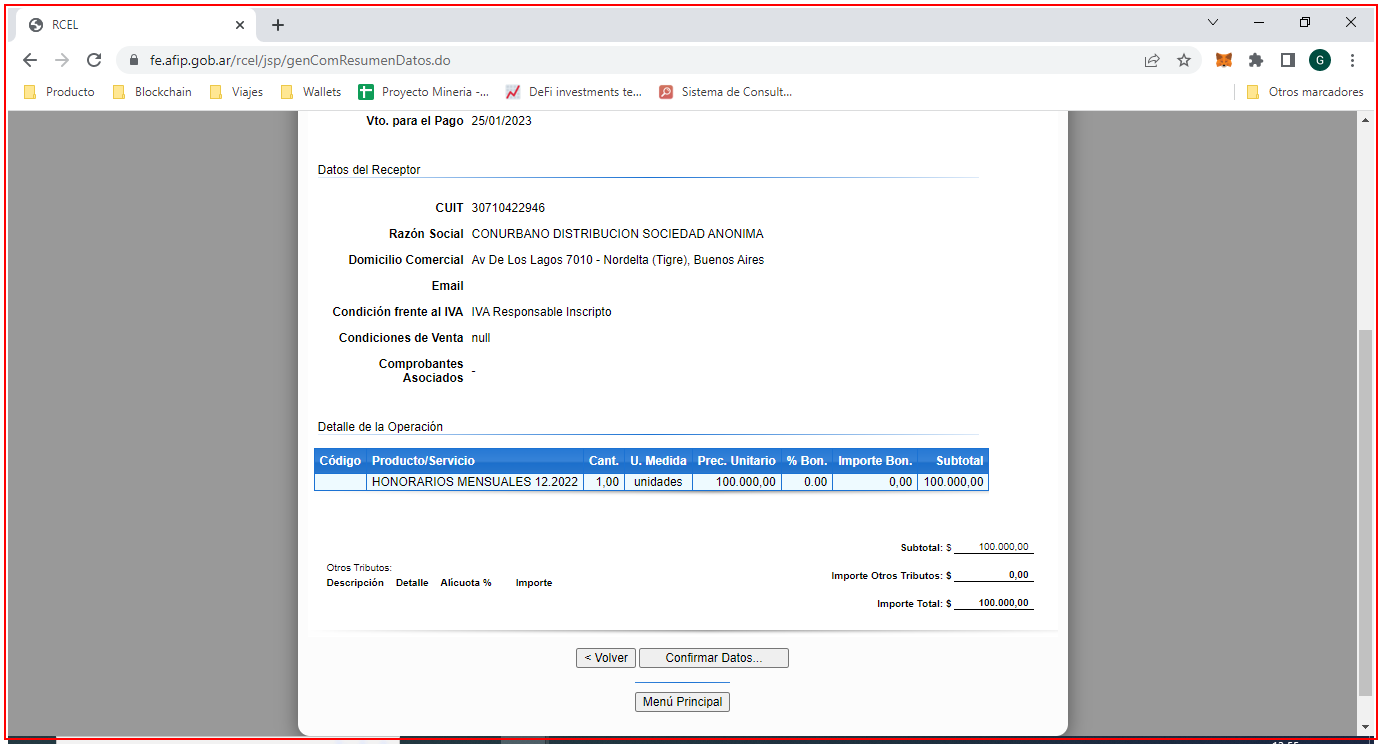 RCEL
fe.afip.gob.ar/rcel/jsp/genComResumenDatos.do
G
Producto Blockchain Viajes Wallets Proyecto Mineria -... DeFi investments te... Sistema de Consult... Otros marcadores
Vto. para el Pago 25/01/2023
Datos del Receptor
CUIT 30710422946
Razón Social CONURBANO DISTRIBUCION SOCIEDAD ANONIMA
Domicilio Comercial Av De Los Lagos 7010 - Nordelta (Tigre), Buenos Aires
Email
Condición frente al IVA IVA Responsable Inscripto
Condiciones de Venta null
Comprobantes
Asociados -
Detalle de la Operación
Código Producto/Servicio Cant. U. Medida Prec. Unitario % Bon. Importe Bon. Subtotal
HONORARIOS MENSUALES 12.2022 1,00 unidades 100.000,00 0.00 0,00 100.000,00
Subtotal: $ 100.000,00
Otros Tributos:
Importe Otros Tributos: $ 0,00
Descripción Detalle Alícuota % Importe
Importe Total: $ 100.000,00
< Volver Confirmar Datos...
Menú Principal